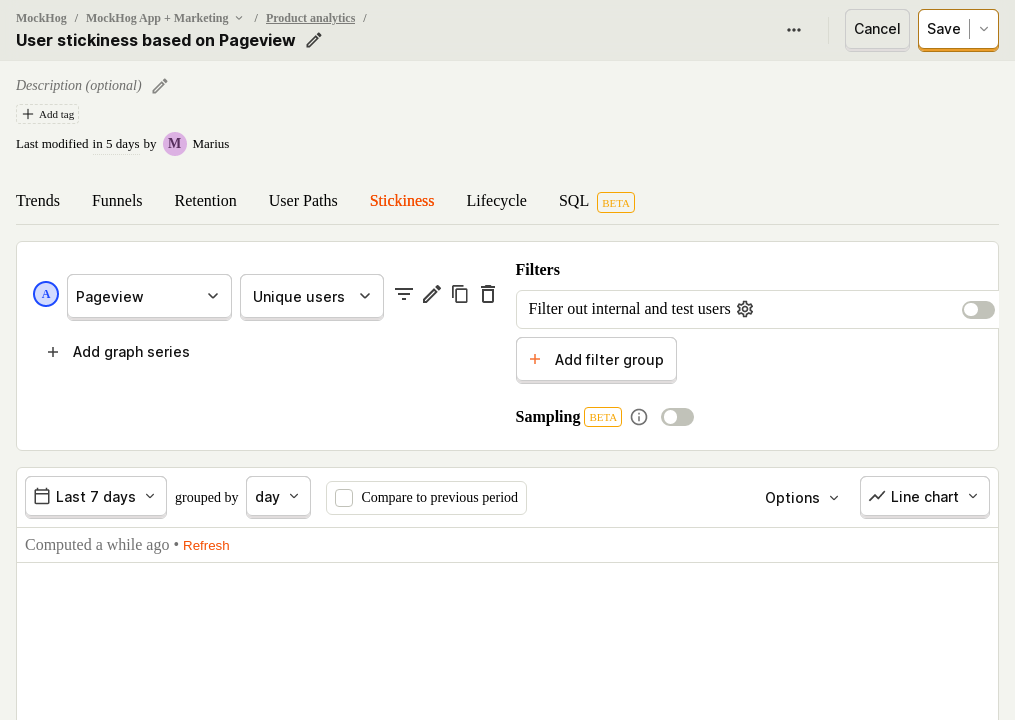 MockHog / MockHog App + Marketing / Product analytics /
User stickiness based on Pageview
Cancel
Save
Description (optional)
Add tag
Last modified in 5 days by M Marius
Trends Funnels Retention User Paths Stickiness Lifecycle SQL BETA
A Pageview Unique users
Add graph series
Filters
Filter out internal and test users
Add filter group
Sampling BETA
Last 7 days grouped by day Compare to previous period Options Line chart
Computed a while ago • Refresh